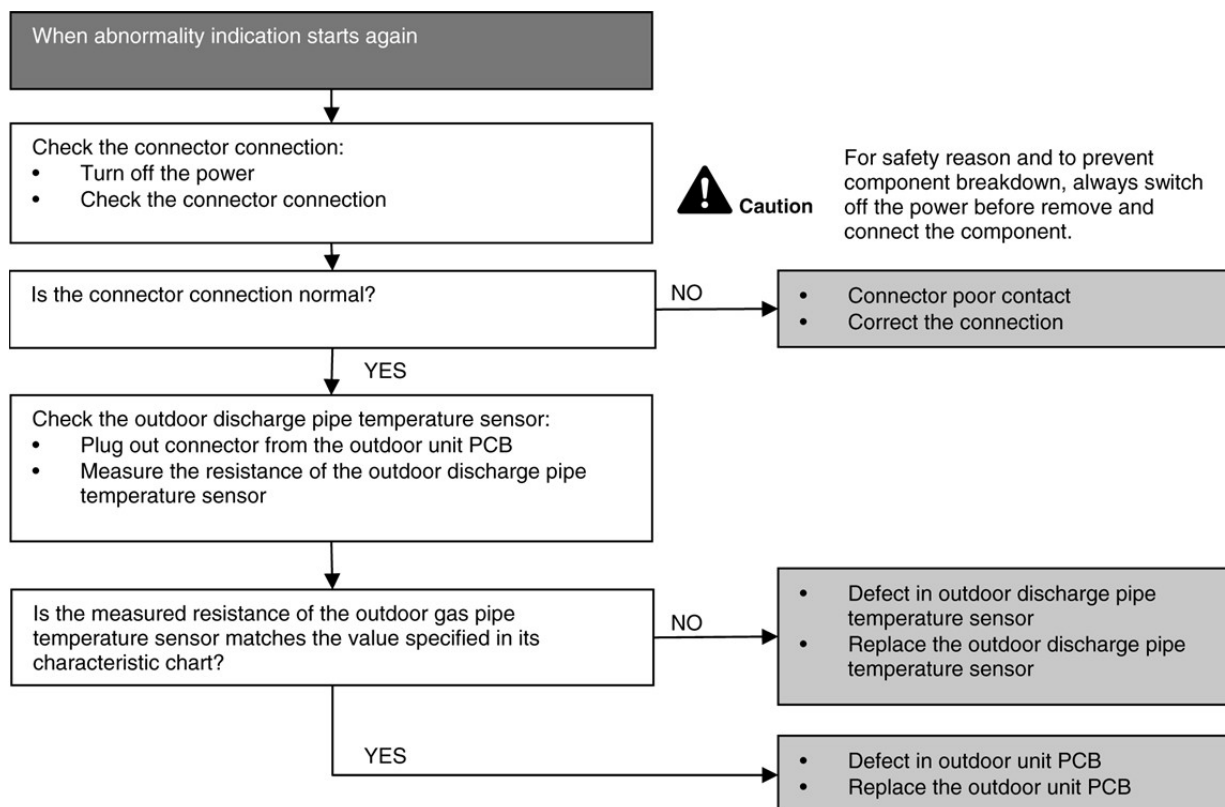 When abnormality indication starts again
Check the connector connection:
• Turn off the power
• Check the connector connection
Caution
For safety reason and to prevent
component breakdown, always switch
off the power before remove and
connect the component.
Is the connector connection normal?
NO
• Connector poor contact
• Correct the connection
YES
Check the outdoor discharge pipe temperature sensor:
• Plug out connector from the outdoor unit PCB
• Measure the resistance of the outdoor discharge pipe
temperature sensor
Is the measured resistance of the outdoor gas pipe
temperature sensor matches the value specified in its
characteristic chart?
NO
• Defect in outdoor discharge pipe
temperature sensor
• Replace the outdoor discharge pipe
temperature sensor
YES
• Defect in outdoor unit PCB
• Replace the outdoor unit PCB